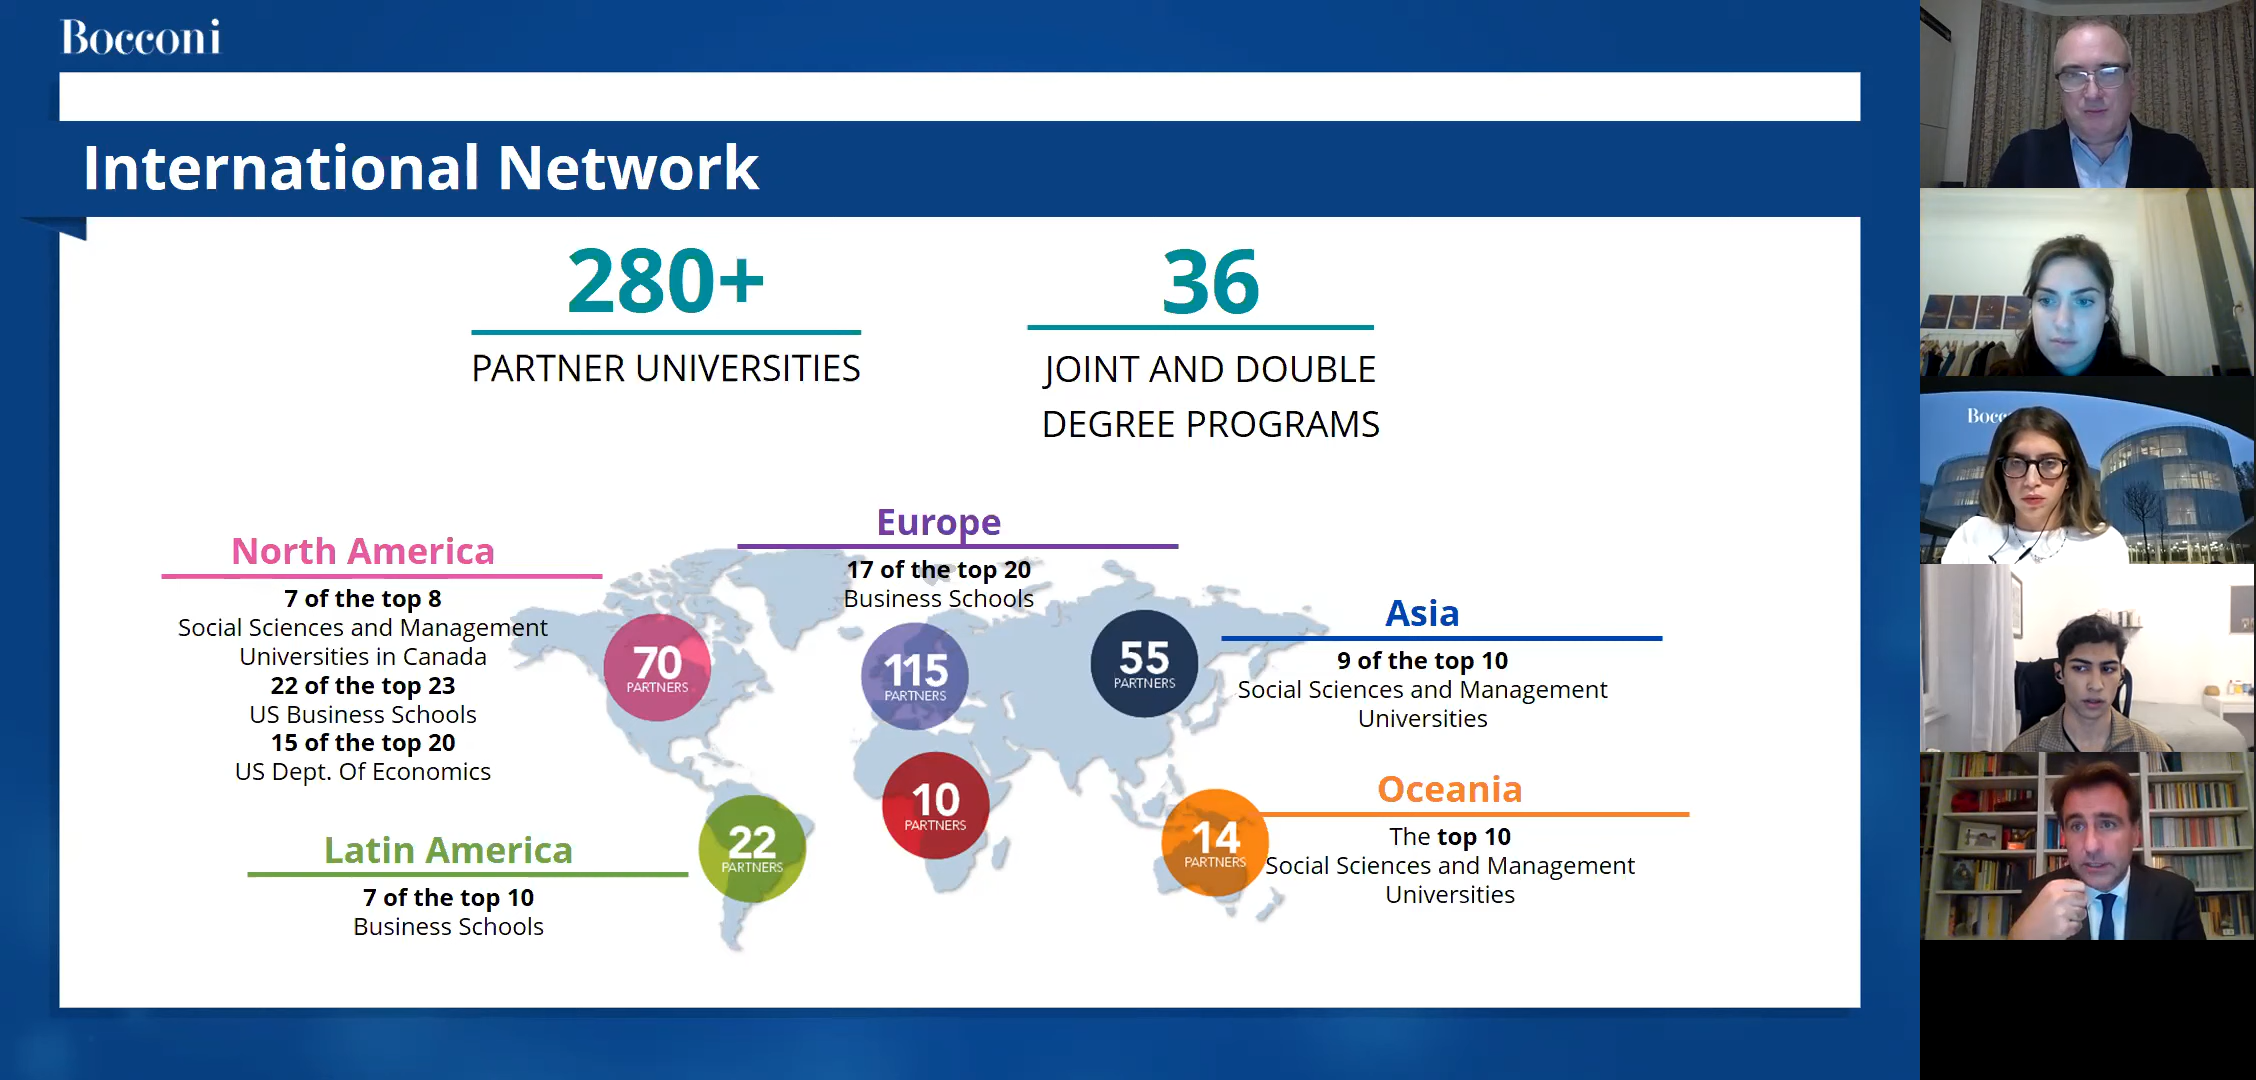 Bocconi
International Network
280+
PARTNER UNIVERSITIES
36
JOINT AND DOUBLE
DEGREE PROGRAMS
North America
7 of the top 8
Social Sciences and Management
Universities in Canada
22 of the top 23
US Business Schools
15 of the top 20
US Dept. Of Economics
70
PARTNERS
Europe
17 of the top 20
Business Schools
115
PARTNERS
55
PARTNERS
Asia
9 of the top 10
Social Sciences and Management
Universities
Latin America
7 of the top 10
Business Schools
22
PARTNERS
10
PARTNERS
14
PARTNERS
Oceania
The top 10
Social Sciences and Management
Universities